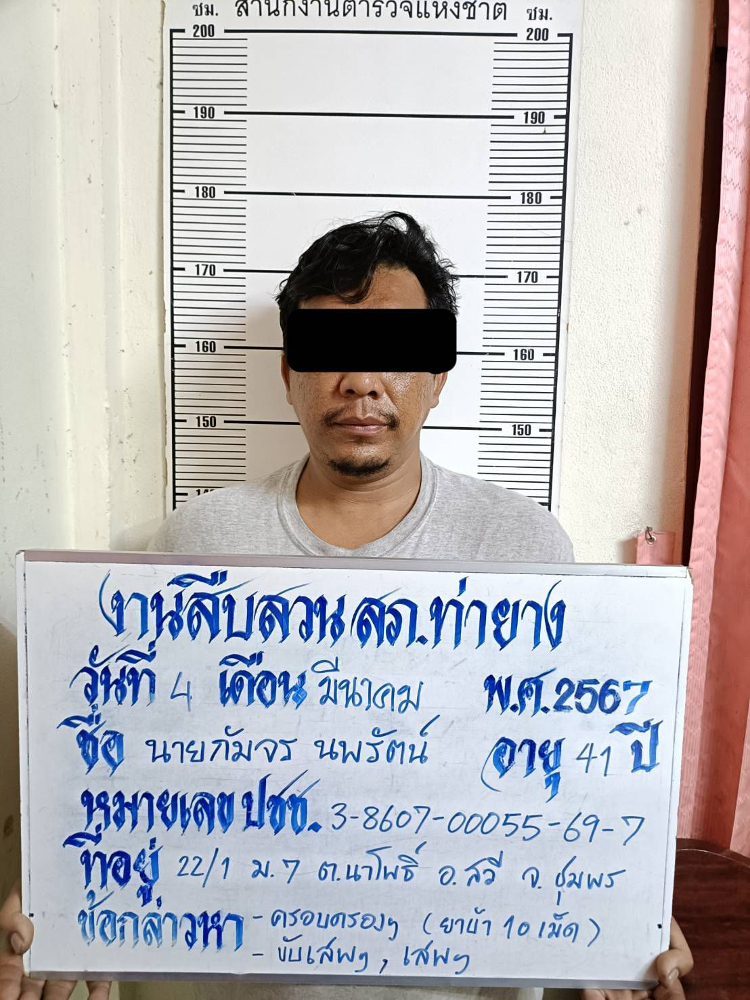 ซม. สำนักงานตำรวจแห่งชาติ ซม.
200 200
190 190
180 180
170 170
160 160
150 150
งานสืบสวน สภ.ท่ายาง
วันที่ 4 เดือน มีนาคม พ.ศ.2567
ชื่อ นายกัมจร นพรัตน์ อายุ 41 ปี
หมายเลข ปชช. 3-8607-00055-69-7
ที่อยู่ 22/1 ม.7 ต.นาโพธิ์ อ.สวี จ.ชุมพร
ข้อกล่าวหา - ครอบครองฯ (ยาบ้า 10 เม็ด)
- ขับเสพฯ, เสพฯ